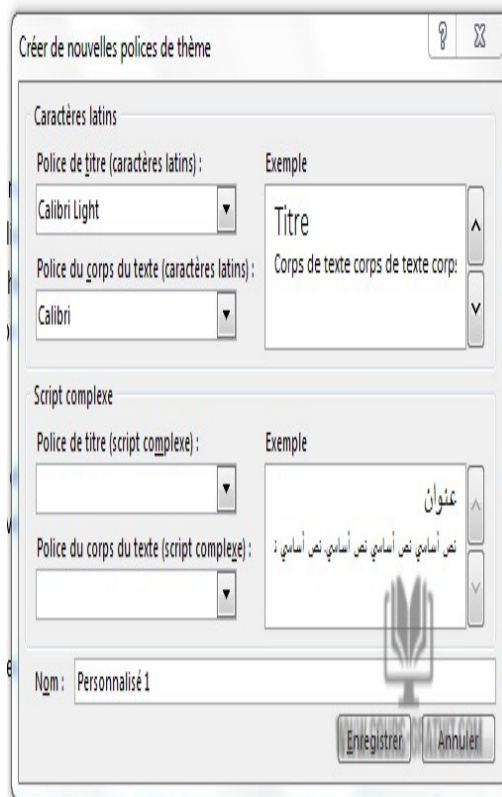 Créer de nouvelles polices de thème
Caractères latins
Police de titre (caractères latins) :
Exemple
Calibri Light
Titre
Corps de texte corps de texte corp
Police du corps du texte (caractères latins) :
Calibri
Script complexe
Police de titre (script complexe) :
Exemple
عنوان
نص أساسي نص أساسي نص أساسي. نص أساسي ن
Police du corps du texte (script complexe) :
Nom : Personnalisé 1
Enregistrer
Annuler